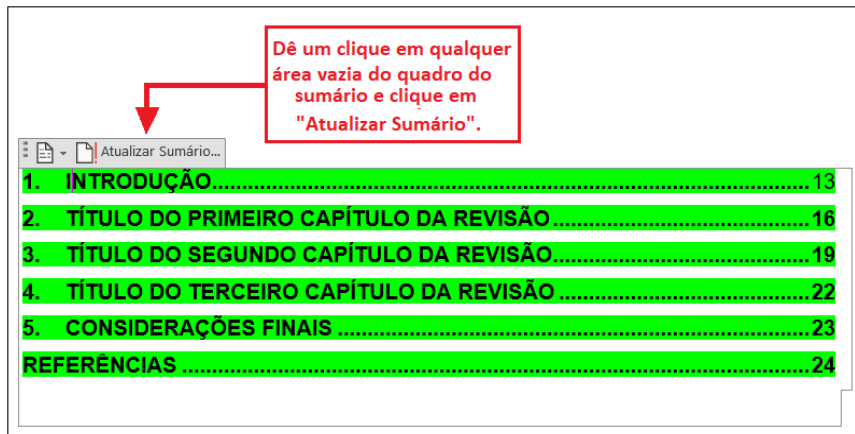 Dê um clique em qualquer
área vazia do quadro do
sumário e clique em
"Atualizar Sumário".
Atualizar Sumário...
1. INTRODUÇÃO.....................................................................................................13
2. TÍTULO DO PRIMEIRO CAPÍTULO DA REVISÃO............................................16
3. TÍTULO DO SEGUNDO CAPÍTULO DA REVISÃO............................................19
4. TÍTULO DO TERCEIRO CAPÍTULO DA REVISÃO ...........................................22
5. CONSIDERAÇÕES FINAIS ................................................................................23
REFERÊNCIAS ..........................................................................................................24